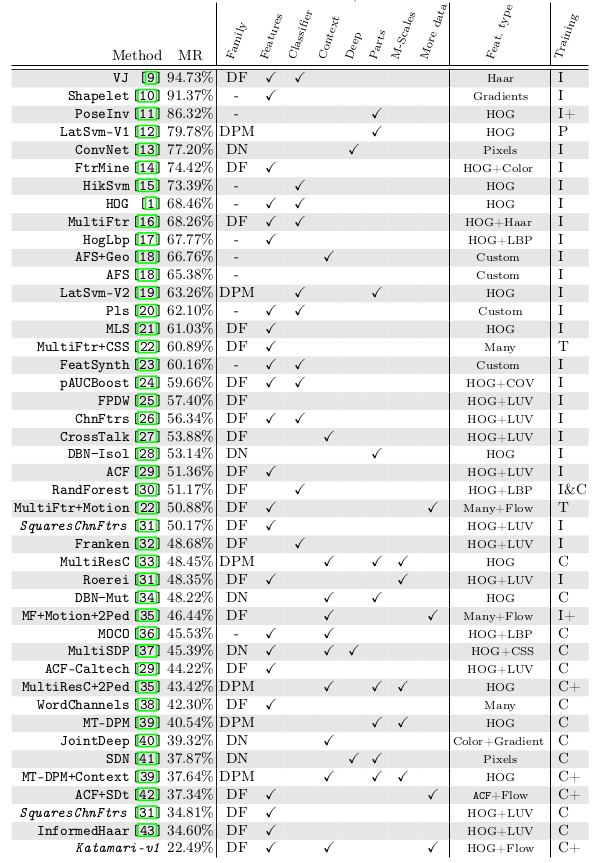 Method MR Family Features Classifier Context Deep Parts M-Scales More data Feat. type Training
VJ [9] 94.73% DF ✓ ✓ Haar I
Shapelet [10] 91.37% - ✓ Gradients I
PoseInv [11] 86.32% - ✓ HOG I+
LatSvm-V1 [12] 79.78% DPM ✓ HOG P
ConvNet [13] 77.20% DN ✓ Pixels I
FtrMine [14] 74.42% DF ✓ HOG+Color I
HikSvm [15] 73.39% - ✓ HOG I
HOG [1] 68.46% - ✓ ✓ HOG I
MultiFtr [16] 68.26% DF ✓ ✓ HOG+Haar I
HogLbp [17] 67.77% - ✓ HOG+LBP I
AFS+Geo [18] 66.76% - ✓ Custom I
AFS [18] 65.38% - Custom I
LatSvm-V2 [19] 63.26% DPM ✓ ✓ HOG I
Pls [20] 62.10% - ✓ ✓ Custom I
MLS [21] 61.03% DF ✓ HOG I
MultiFtr+CSS [22] 60.89% DF ✓ Many T
FeatSynth [23] 60.16% - ✓ ✓ Custom I
pAUCBoost [24] 59.66% DF ✓ ✓ HOG+COV I
FPDW [25] 57.40% DF HOG+LUV I
ChnFtrs [26] 56.34% DF ✓ ✓ HOG+LUV I
CrossTalk [27] 53.88% DF ✓ HOG+LUV I
DBN-Isol [28] 53.14% DN ✓ HOG I
ACF [29] 51.36% DF ✓ HOG+LUV I
RandForest [30] 51.17% DF ✓ HOG+LBP I&C
MultiFtr+Motion [22] 50.88% DF ✓ ✓ Many+Flow T
SquaresChnFtrs [31] 50.17% DF ✓ HOG+LUV I
Franken [32] 48.68% DF ✓ HOG+LUV I
MultiResC [33] 48.45% DPM ✓ ✓ ✓ HOG C
Roerei [31] 48.35% DF ✓ ✓ HOG+LUV I
DBN-Mut [34] 48.22% DN ✓ ✓ HOG C
MF+Motion+2Ped [35] 46.44% DF ✓ ✓ Many+Flow I+
MOCO [36] 45.53% - ✓ ✓ HOG+LBP C
MultiSDP [37] 45.39% DN ✓ ✓ ✓ HOG+CSS C
ACF-Caltech [29] 44.22% DF ✓ HOG+LUV C
MultiResC+2Ped [35] 43.42% DPM ✓ ✓ ✓ HOG C+
WordChannels [38] 42.30% DF ✓ Many C
MT-DPM [39] 40.54% DPM ✓ ✓ HOG C
JointDeep [40] 39.32% DN ✓ Color+Gradient C
SDN [41] 37.87% DN ✓ ✓ Pixels C
MT-DPM+Context [39] 37.64% DPM ✓ ✓ ✓ HOG C+
ACF+SDt [42] 37.34% DF ✓ ✓ ACF+Flow C+
SquaresChnFtrs [31] 34.81% DF ✓ HOG+LUV C
InformedHaar [43] 34.60% DF ✓ HOG+LUV C
Katamari-v1 22.49% DF ✓ ✓ ✓ HOG+Flow C+